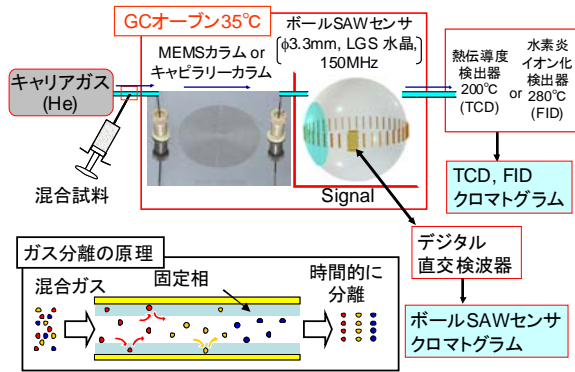 GCオーブン35℃
ボールSAWセンサ
(φ3.3mm, LGS 水晶,
150MHz)
MEMSカラム or
キャピラリーカラム
キャリアガス
(He)
混合試料
Signal
熱伝導度
検出器
200℃
(TCD)
or
水素炎
イオン化
検出器
280℃
(FID)
TCD, FID
クロマトグラム
デジタル
直交検波器
ボールSAWセンサ
クロマトグラム
ガス分離の原理
混合ガス
固定相
時間的に
分離